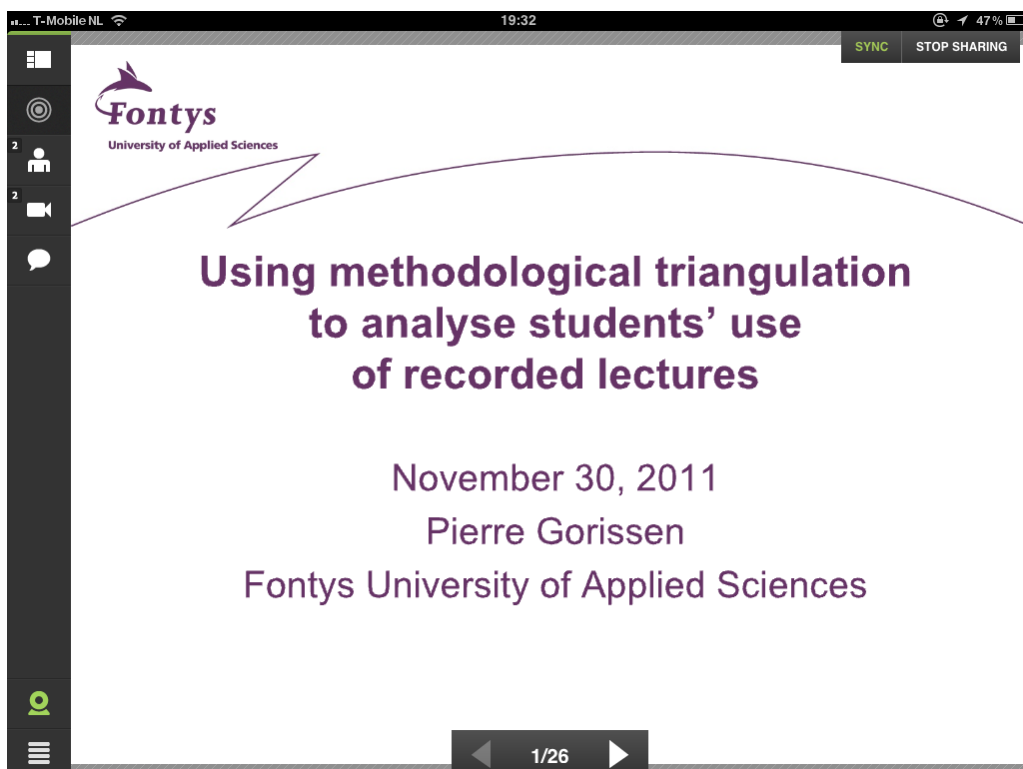 T-Mobile NL
19:32
47%
SYNC
STOP SHARING
2
2
Fontys
University of Applied Sciences
Using methodological triangulation
to analyse students’ use
of recorded lectures
November 30, 2011
Pierre Gorissen
Fontys University of Applied Sciences
1/26